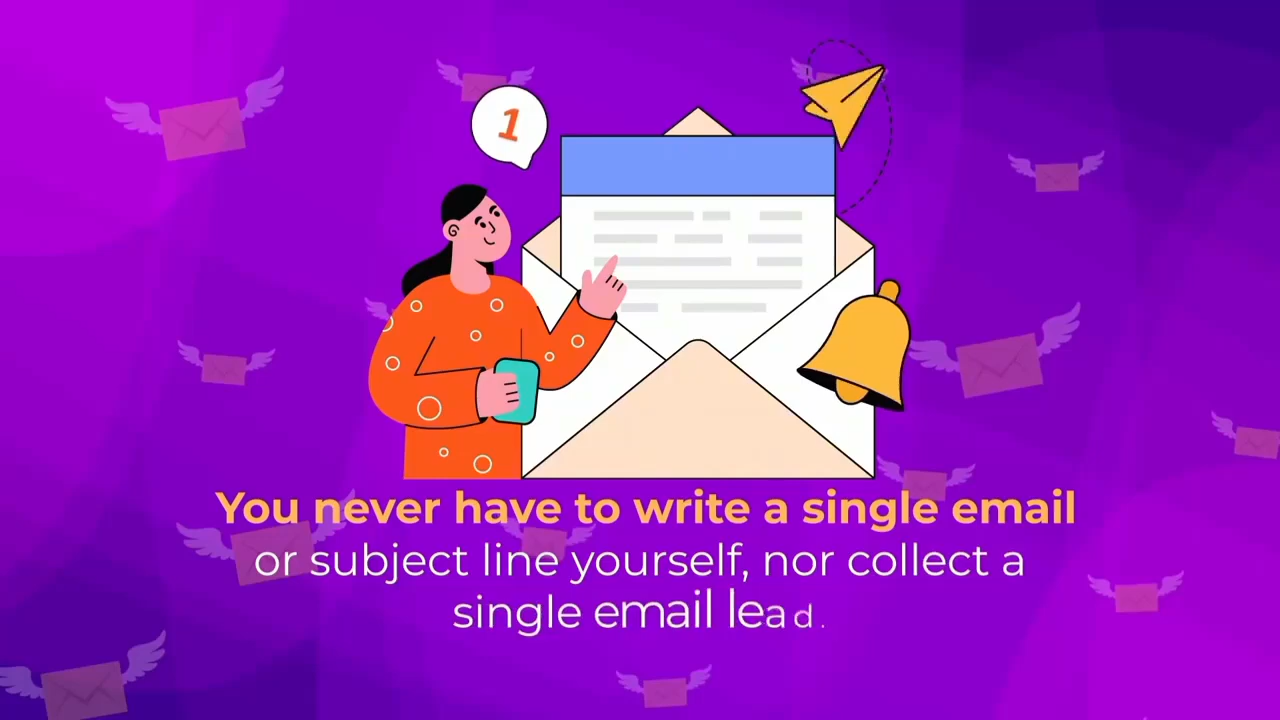 1
You never have to write a single email
or subject line yourself, nor collect a
single email lead.